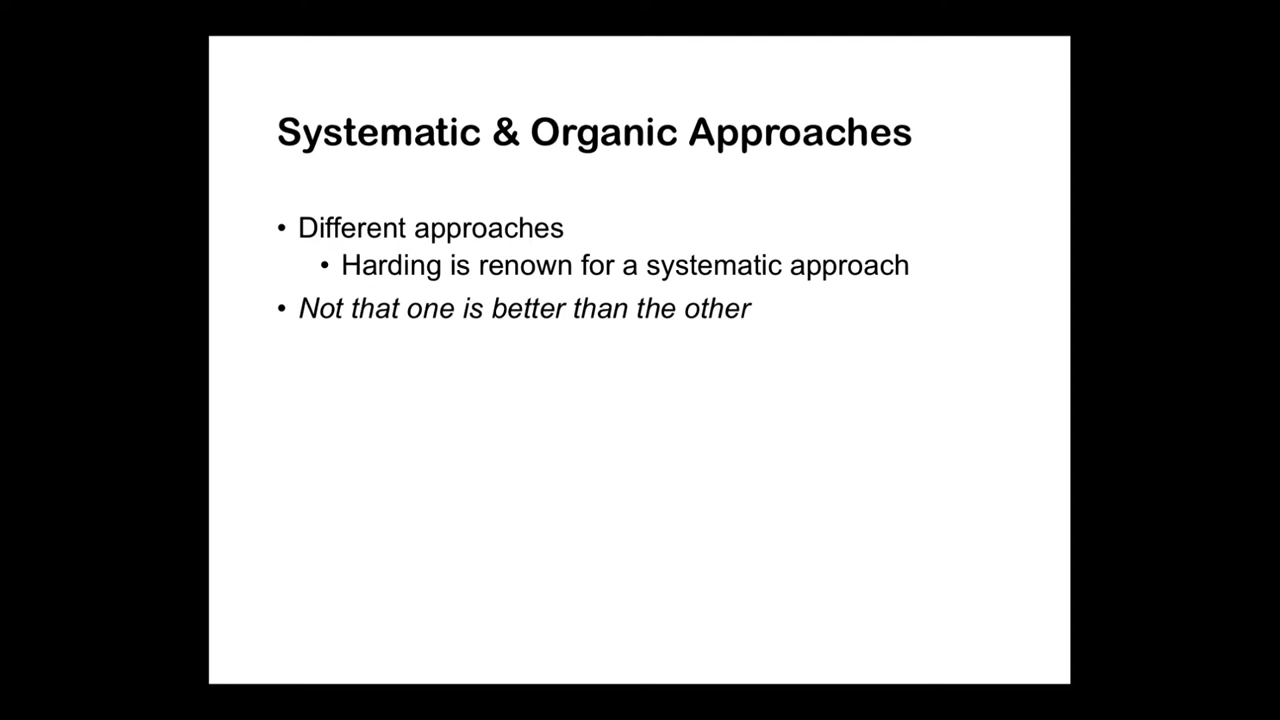 Systematic & Organic Approaches
• Different approaches
• Harding is renown for a systematic approach
• Not that one is better than the other